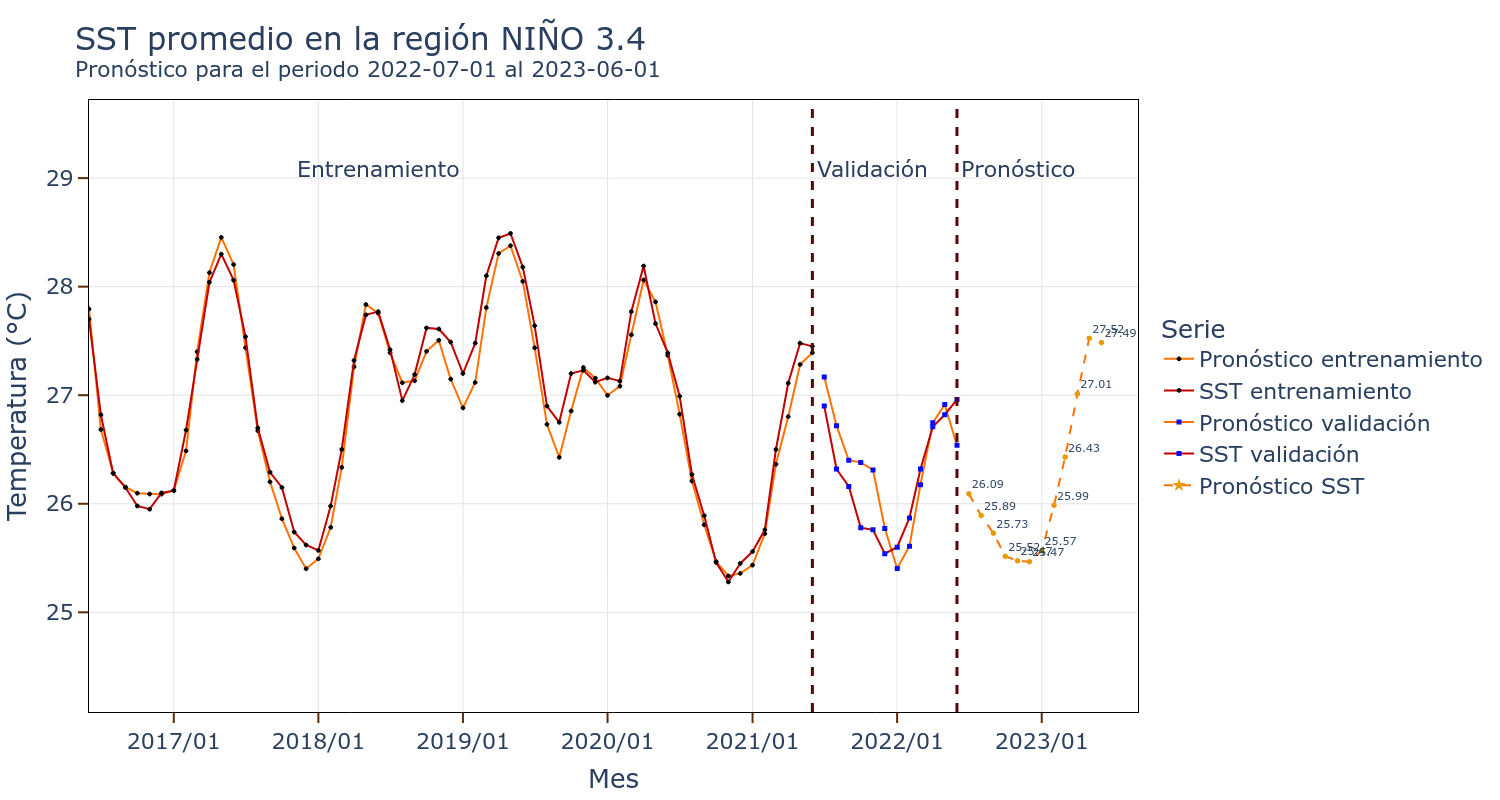 SST promedio en la región NIÑO 3.4
Pronóstico para el periodo 2022-07-01 al 2023-06-01
Entrenamiento
Validación
Pronóstico
Temperatura (°C)
29
28
27
26
25
26.09
25.89
25.73
25.52
25.47
25.57
25.99
26.43
27.01
27.52
27.49
2017/01
2018/01
2019/01
2020/01
2021/01
2022/01
2023/01
Mes
Serie
Pronóstico entrenamiento
SST entrenamiento
Pronóstico validación
SST validación
Pronóstico SST